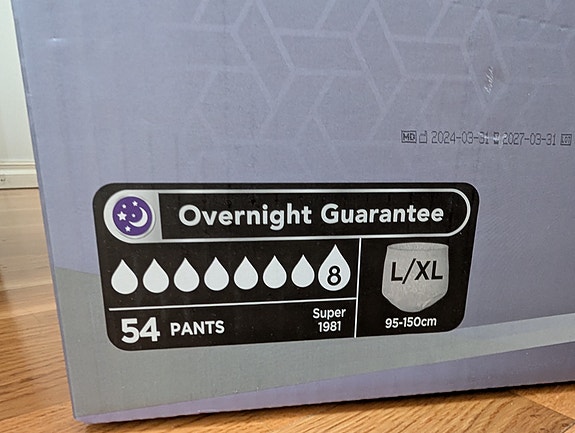 MD 2024-03-31 2027-03-31
Overnight Guarantee
8
L/XL
54 PANTS
Super
1981
95-150cm